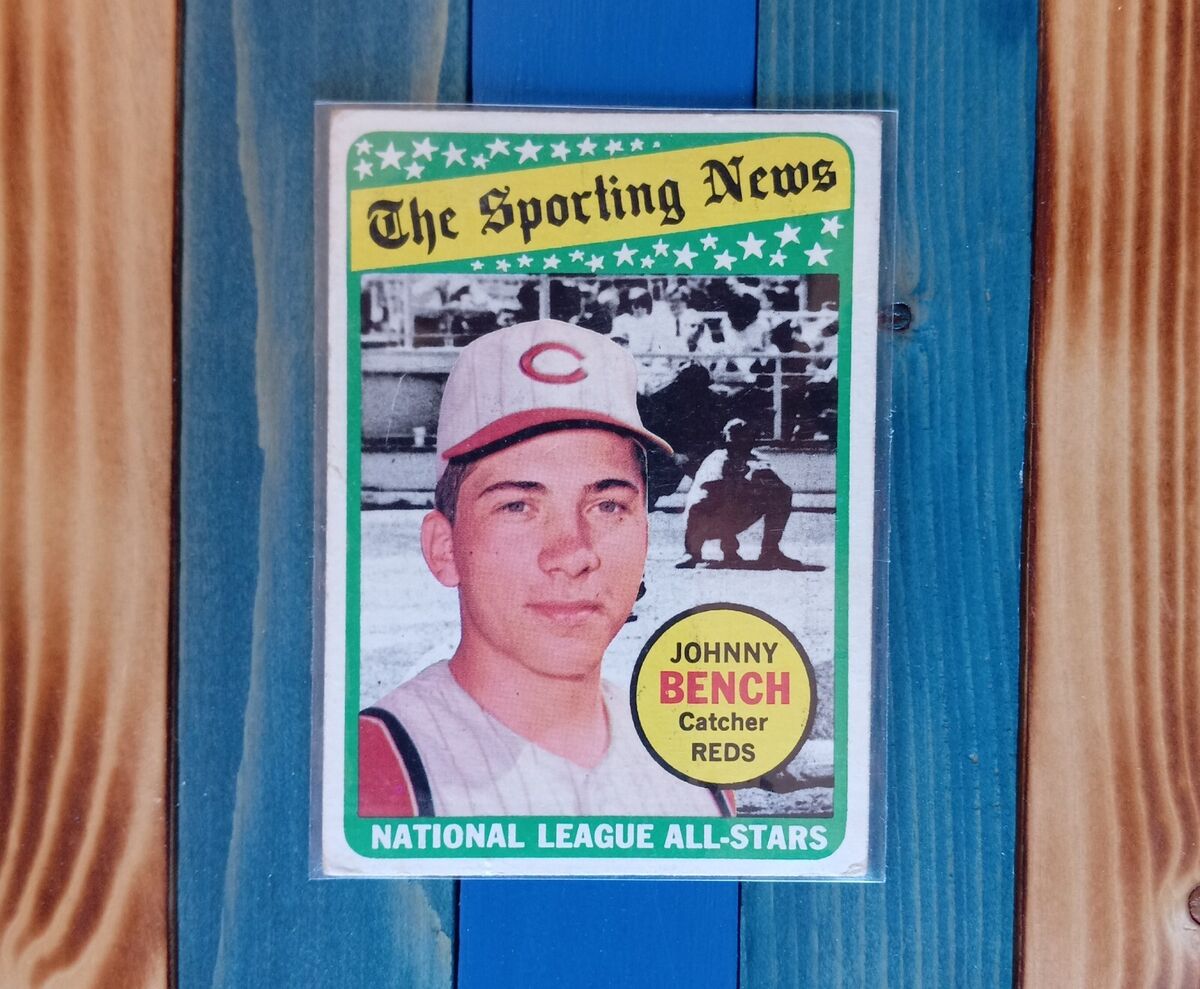 The Sporting News
C
JOHNNY
BENCH
Catcher
REDS
NATIONAL LEAGUE ALL-STARS